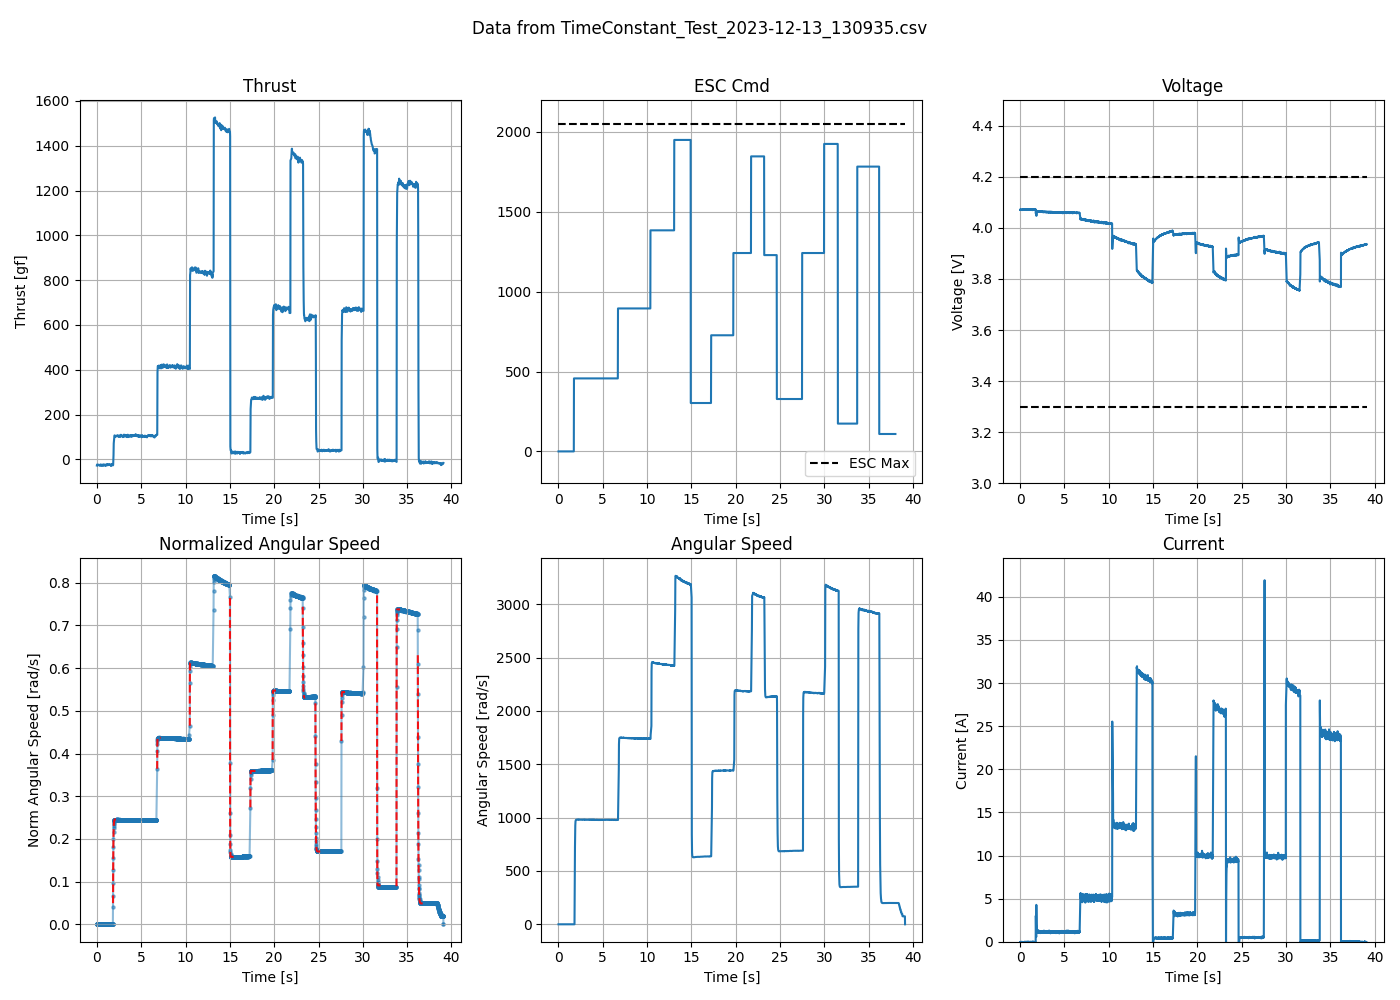 Data from TimeConstant_Test_2023-12-13_130935.csv
Thrust
Thrust [gf]
1600
1400
1200
1000
800
600
400
200
0
0 5 10 15 20 25 30 35 40
Time [s]
ESC Cmd
2000
1500
1000
500
0
ESC Max
0 5 10 15 20 25 30 35 40
Time [s]
Voltage
Voltage [V]
4.4
4.2
4.0
3.8
3.6
3.4
3.2
3.0
0 5 10 15 20 25 30 35 40
Time [s]
Normalized Angular Speed
Norm Angular Speed [rad/s]
0.8
0.7
0.6
0.5
0.4
0.3
0.2
0.1
0.0
0 5 10 15 20 25 30 35 40
Time [s]
Angular Speed
Angular Speed [rad/s]
3000
2500
2000
1500
1000
500
0
0 5 10 15 20 25 30 35 40
Time [s]
Current
Current [A]
40
35
30
25
20
15
10
5
0
0 5 10 15 20 25 30 35 40
Time [s]